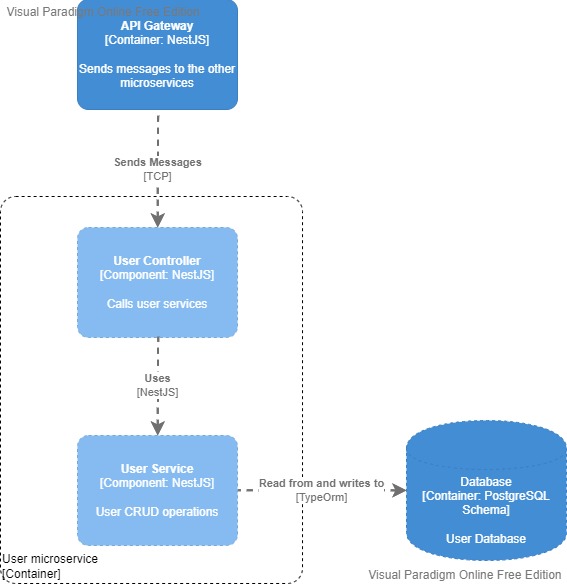 Visual Paradigm Online Free Edition
API Gateway
[Container: NestJS]
Sends messages to the other
microservices
Sends Messages
[TCP]
User Controller
[Component: NestJS]
Calls user services
Uses
[NestJS]
User Service
[Component: NestJS]
User CRUD operations
Read from and writes to
[TypeOrm]
Database
[Container: PostgreSQL
Schema]
User Database
User microservice
[Container]
Visual Paradigm Online Free Edition